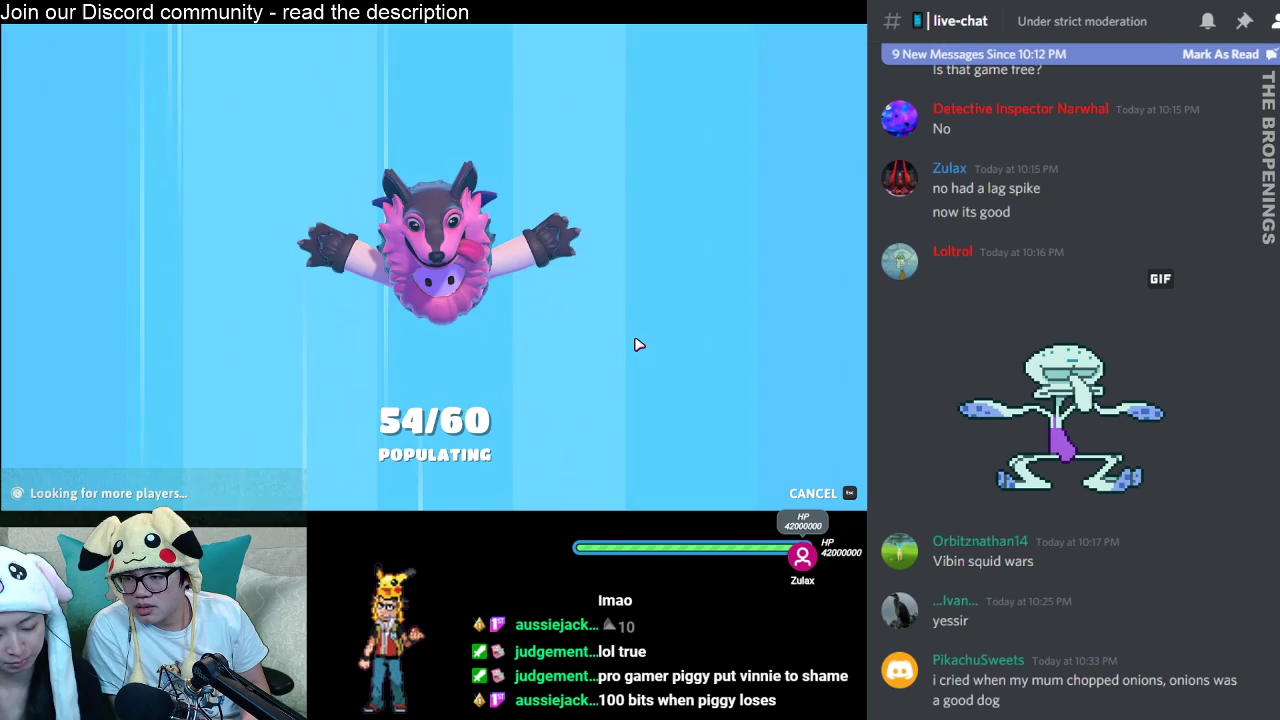 Join our Discord community - read the description
54/60
POPULATING
Looking for more players...
CANCEL
Esc
HP
42000000
HP
42000000
Zulax
lmao
aussiejack... 10
judgement... lol true
judgement... pro gamer piggy put vinnie to shame
aussiejack... 100 bits when piggy loses
# | live-chat Under strict moderation
9 New Messages Since 10:12 PM Mark As Read
Is that game free?
Detective Inspector Narwhal Today at 10:15 PM
No
Zulax Today at 10:15 PM
no had a lag spike
now its good
Loltrol Today at 10:16 PM
GIF
Orbitznathan14 Today at 10:17 PM
Vibin squid wars
...Ivan... Today at 10:25 PM
yessir
PikachuSweets Today at 10:33 PM
i cried when my mum chopped onions, onions was
a good dog
THE BROPENINGS